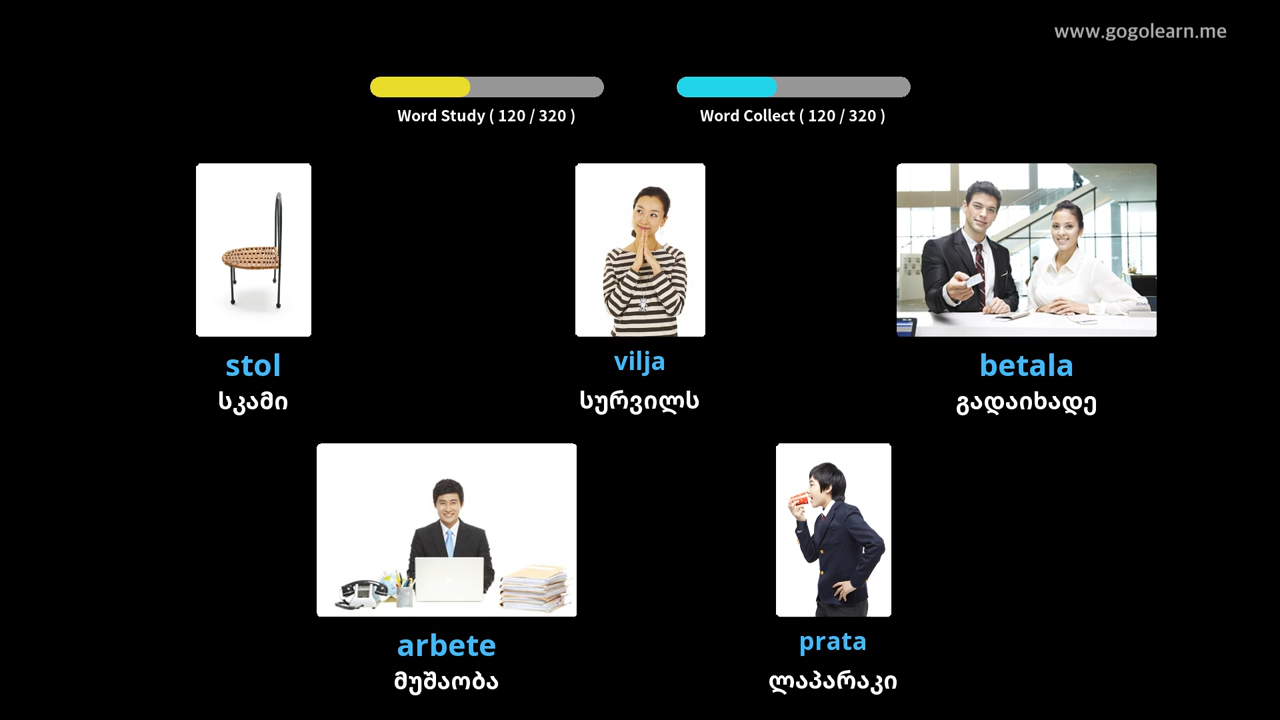 www.gogolearn.me
Word Study ( 120 / 320 )
Word Collect ( 120 / 320 )
stol
სკამი
vilja
სურვილს
betala
გადაიხადე
arbete
მუშაობა
prata
ლაპარაკი